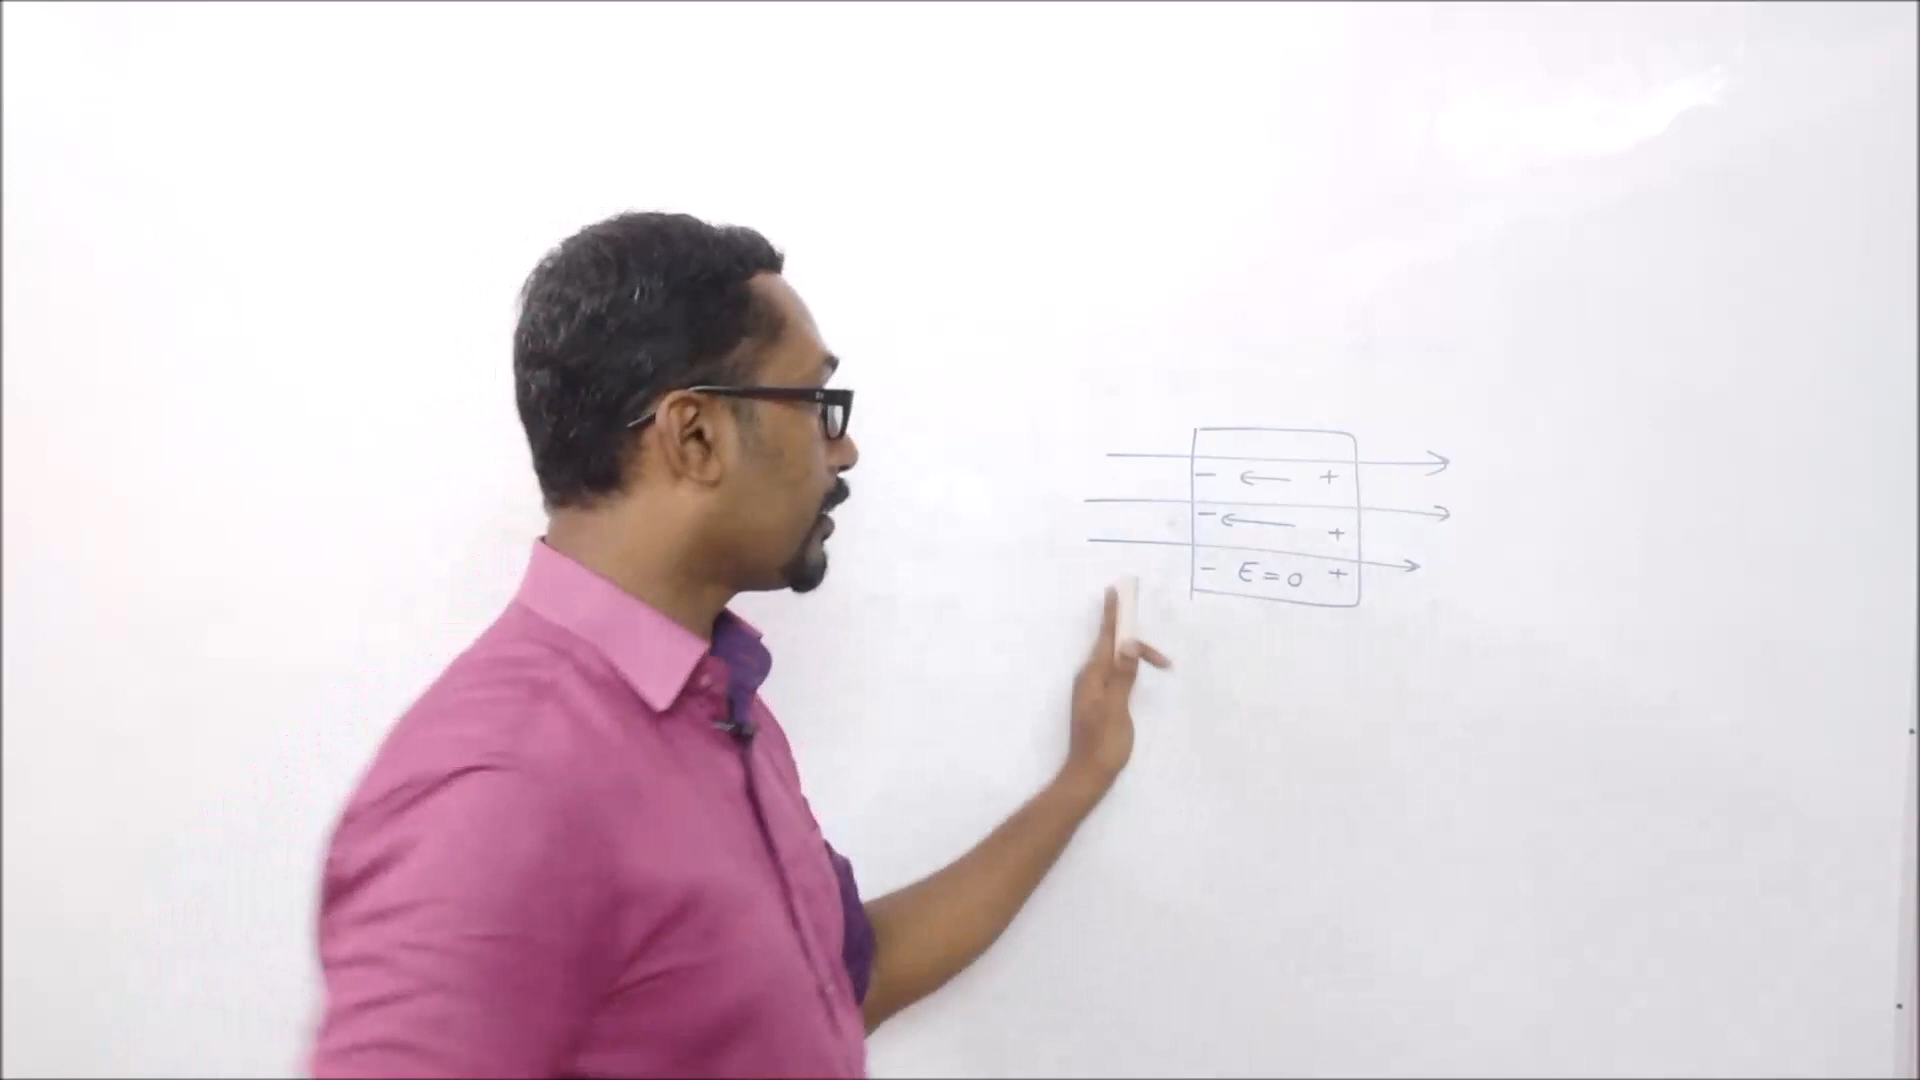 - ← +
- ← +
- E = 0 +